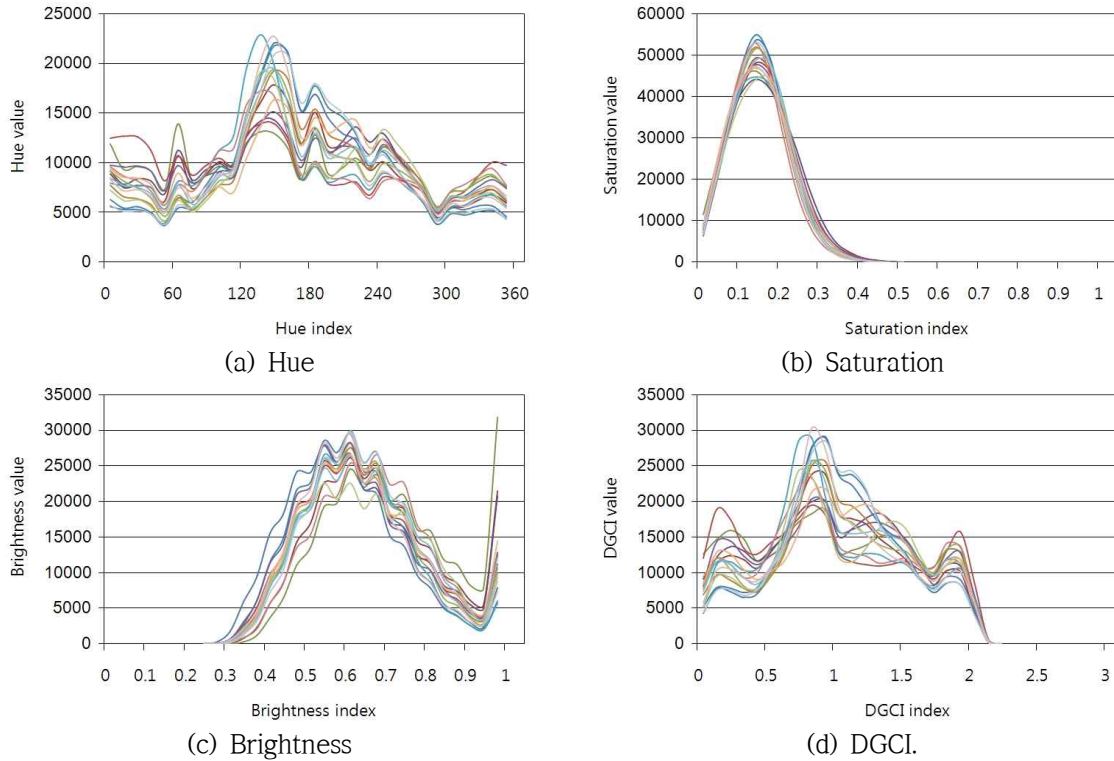 25000
20000
15000
10000
5000
0
0 60 120 180 240 300 360
Hue value
Hue index
(a) Hue
60000
50000
40000
30000
20000
10000
0
0 0.1 0.2 0.3 0.4 0.5 0.6 0.7 0.8 0.9 1
Saturation value
Saturation index
(b) Saturation
35000
30000
25000
20000
15000
10000
5000
0
0 0.1 0.2 0.3 0.4 0.5 0.6 0.7 0.8 0.9 1
Brightness value
Brightness index
(c) Brightness
35000
30000
25000
20000
15000
10000
5000
0
0 0.5 1 1.5 2 2.5 3
DGCI value
DGCI index
(d) DGCI.